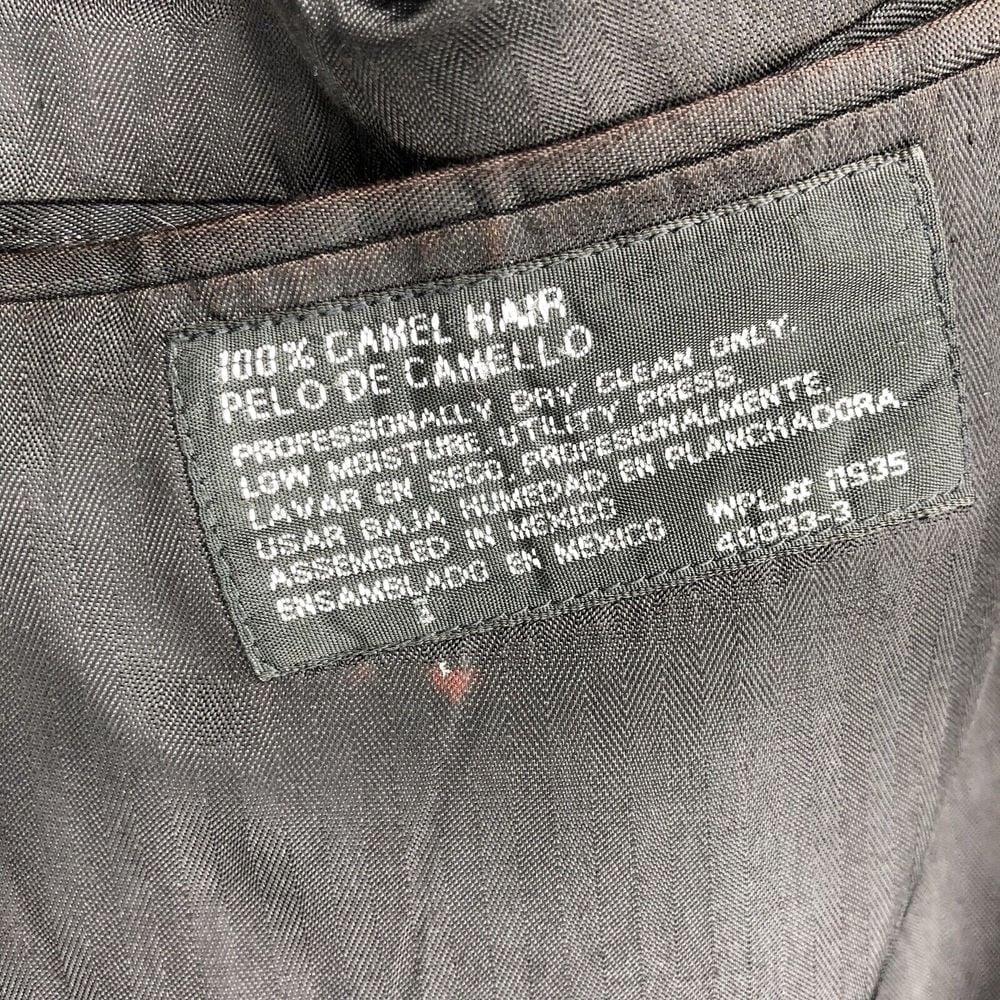 100% CAMEL HAIR
PELO DE CAMELLO
PROFESSIONALLY DRY CLEAN ONLY.
LOW MOISTURE UTILITY PRESS.
LAVAR EN SECO PROFESIONALMENTE
USAR BAJA HUMEDAD EN PLANCHADORA.
ASSEMBLED IN MEXICO
ENSAMBLADO EN MEXICO
WPL# 11935
40033-3